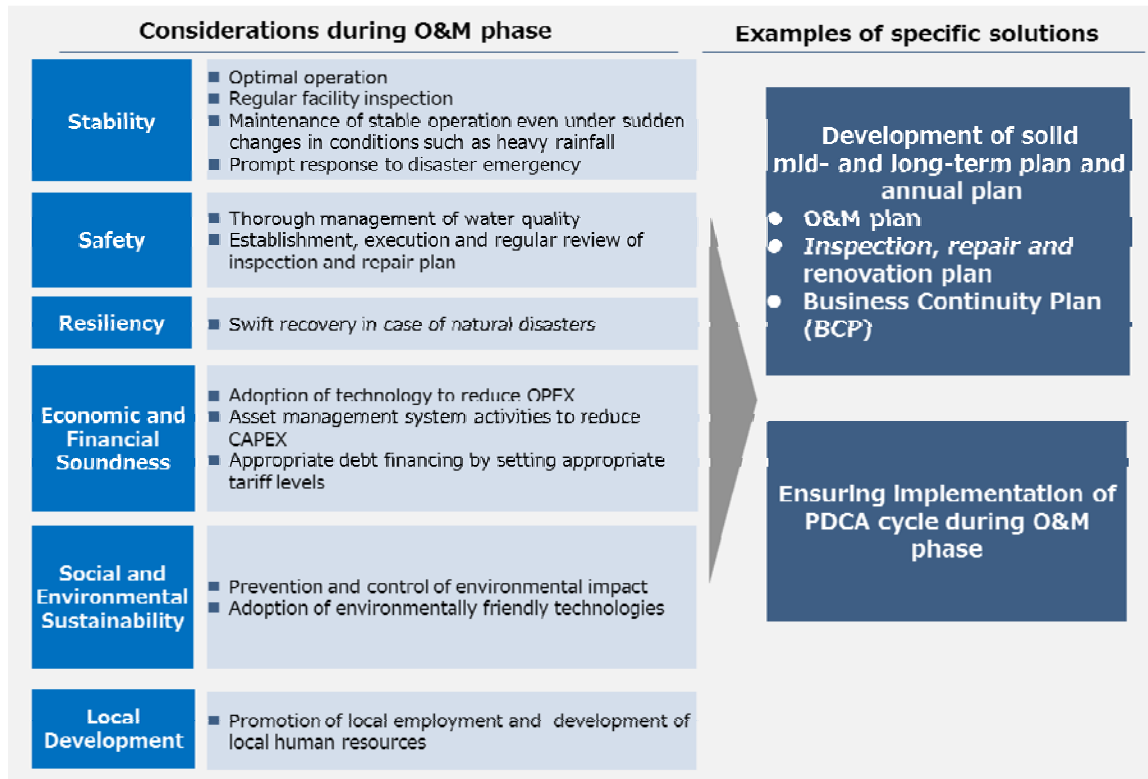 Considerations during O&M phase
Examples of specific solutions
Stability
■ Optimal operation
■ Regular facility inspection
■ Maintenance of stable operation even under sudden
changes in conditions such as heavy rainfall
■ Prompt response to disaster emergency
Safety
■ Thorough management of water quality
■ Establishment, execution and regular review of
inspection and repair plan
Resiliency
■ Swift recovery in case of natural disasters
Economic and
Financial
Soundness
■ Adoption of technology to reduce OPEX
■ Asset management system activities to reduce
CAPEX
■ Appropriate debt financing by setting appropriate
tariff levels
Social and
Environmental
Sustainability
■ Prevention and control of environmental impact
■ Adoption of environmentally friendly technologies
Local
Development
■ Promotion of local employment and development of
local human resources
Development of solid
mid- and long-term plan and
annual plan
● O&M plan
● Inspection, repair and
renovation plan
● Business Continuity Plan
(BCP)
Ensuring implementation of
PDCA cycle during O&M
phase